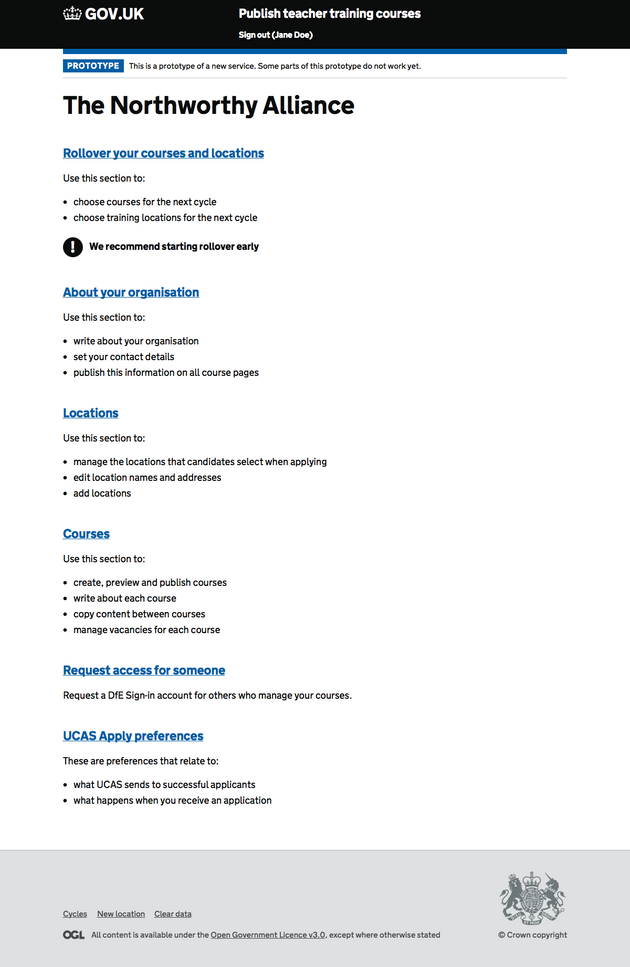 GOV.UK
Publish teacher training courses
Sign out (Jane Doe)
PROTOTYPE This is a prototype of a new service. Some parts of this prototype do not work yet.
The Northworthy Alliance
Rollover your courses and locations
Use this section to:
• choose courses for the next cycle
• choose training locations for the next cycle
! We recommend starting rollover early
About your organisation
Use this section to:
• write about your organisation
• set your contact details
• publish this information on all course pages
Locations
Use this section to:
• manage the locations that candidates select when applying
• edit location names and addresses
• add locations
Courses
Use this section to:
• create, preview and publish courses
• write about each course
• copy content between courses
• manage vacancies for each course
Request access for someone
Request a DfE Sign-in account for others who manage your courses.
UCAS Apply preferences
These are preferences that relate to:
• what UCAS sends to successful applicants
• what happens when you receive an application
Cycles New location Clear data
OGL All content is available under the Open Government Licence v3.0, except where otherwise stated
© Crown copyright